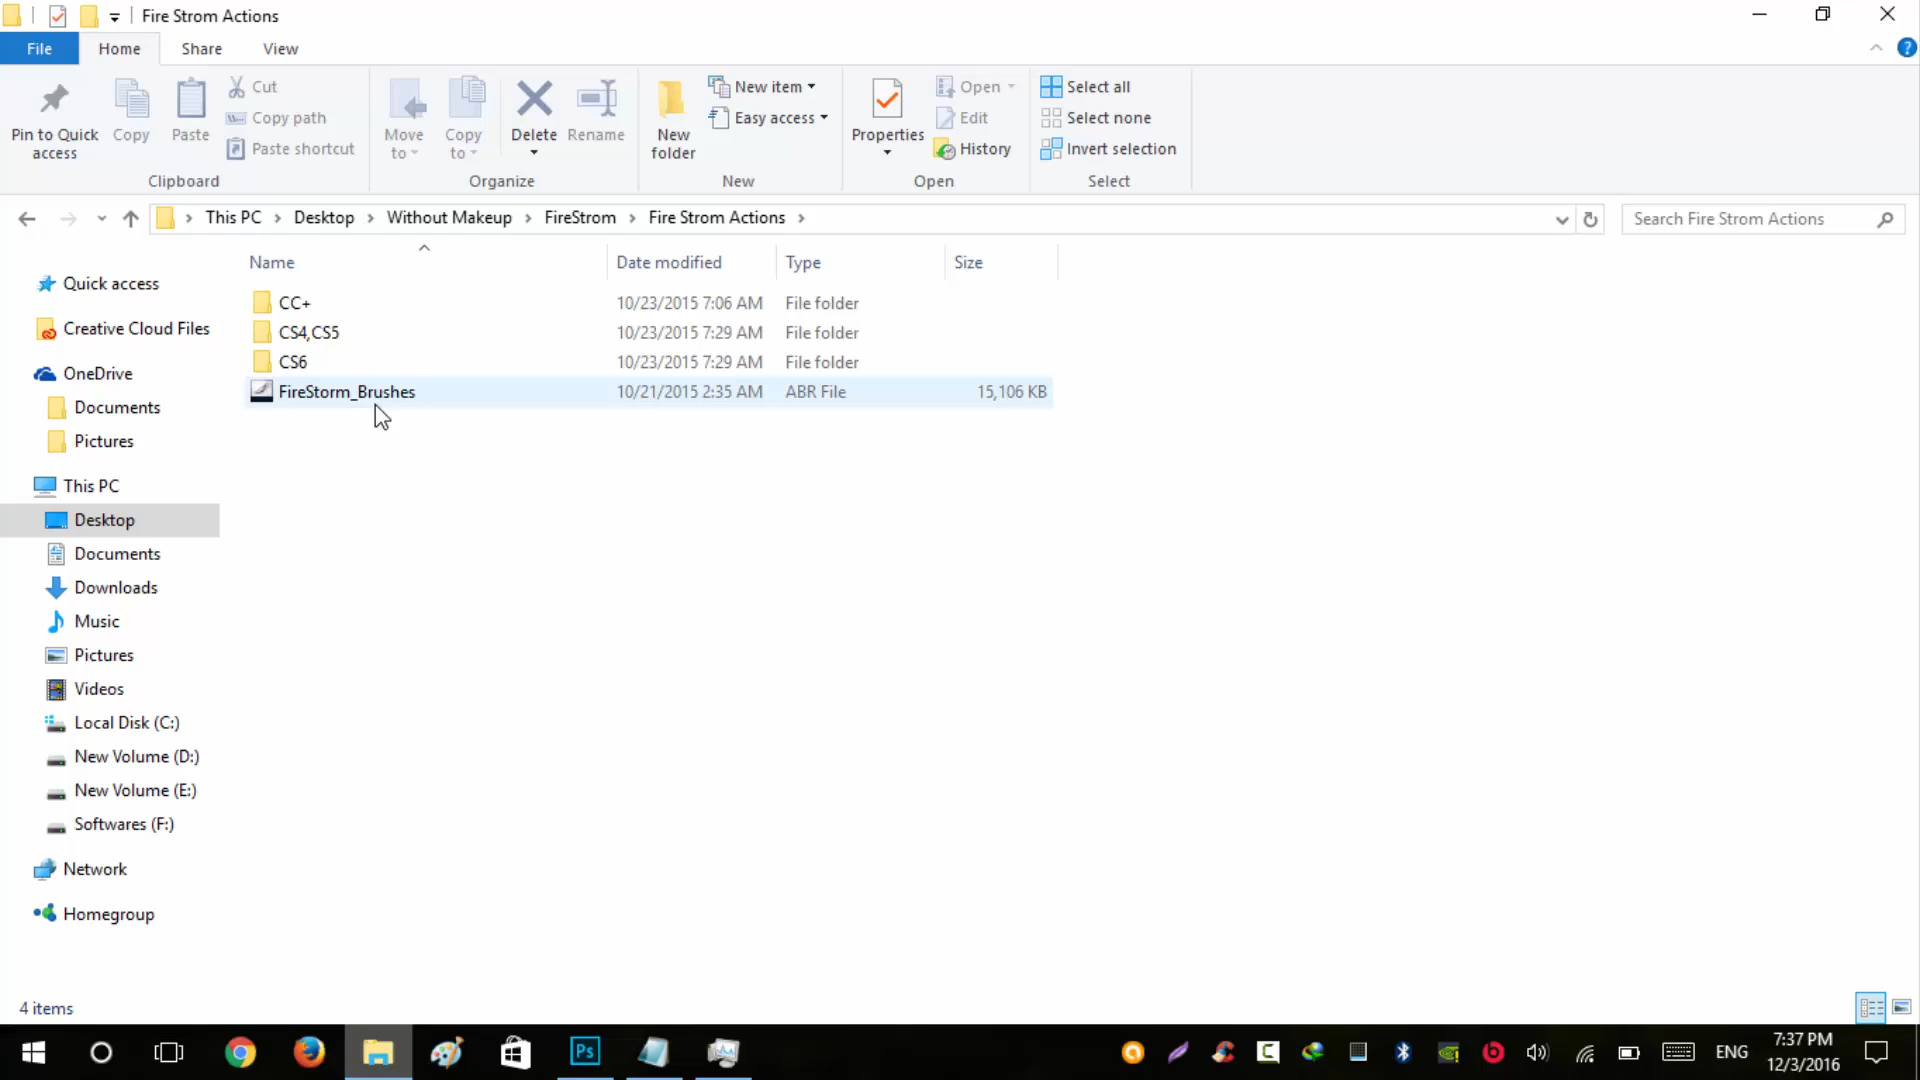 Fire Strom Actions
File Home Share View
Pin to Quick access
Copy
Paste
Cut
Copy path
Paste shortcut
Clipboard
Move to
Copy to
Delete
Rename
Organize
New folder
New item
Easy access
New
Properties
Open
Edit
History
Open
Select all
Select none
Invert selection
Select
This PC Desktop Without Makeup FireStrom Fire Strom Actions
Search Fire Strom Actions
Name Date modified Type Size
CC+ 10/23/2015 7:06 AM File folder
CS4,CS5 10/23/2015 7:29 AM File folder
CS6 10/23/2015 7:29 AM File folder
FireStorm_Brushes 10/21/2015 2:35 AM ABR File 15,106 KB
Quick access
Creative Cloud Files
OneDrive
Documents
Pictures
This PC
Desktop
Documents
Downloads
Music
Pictures
Videos
Local Disk (C:)
New Volume (D:)
New Volume (E:)
Softwares (F:)
Network
Homegroup
4 items
Ps
ENG
7:37 PM
12/3/2016